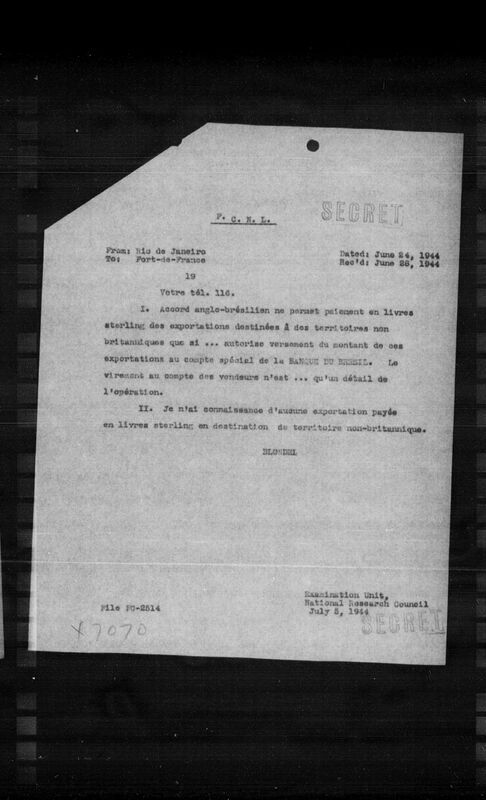 F. C. N. L.
SECRET
From: Rio de Janeiro
To: Fort-de-France
Dated: June 24, 1944
Rec'd: June 28, 1944
19
Votre tél. 116.
I. Accord anglo-brésilien ne permet paiement en livres
sterling des exportations destinées à des territoires non
britanniques que si ... autorise versement du montant de ces
exportations au compte spécial de la BANQUE DU BRESIL. Le
virement au compte des vendeurs n'est ... qu'un détail de
l'opération.
II. Je n'ai connaissance d'aucune exportation payée
en livres sterling en destination de territoire non-britannique.
BLONDEL
Examination Unit,
National Research Council
July 5, 1944
File FC-2514
SECRET
X7070